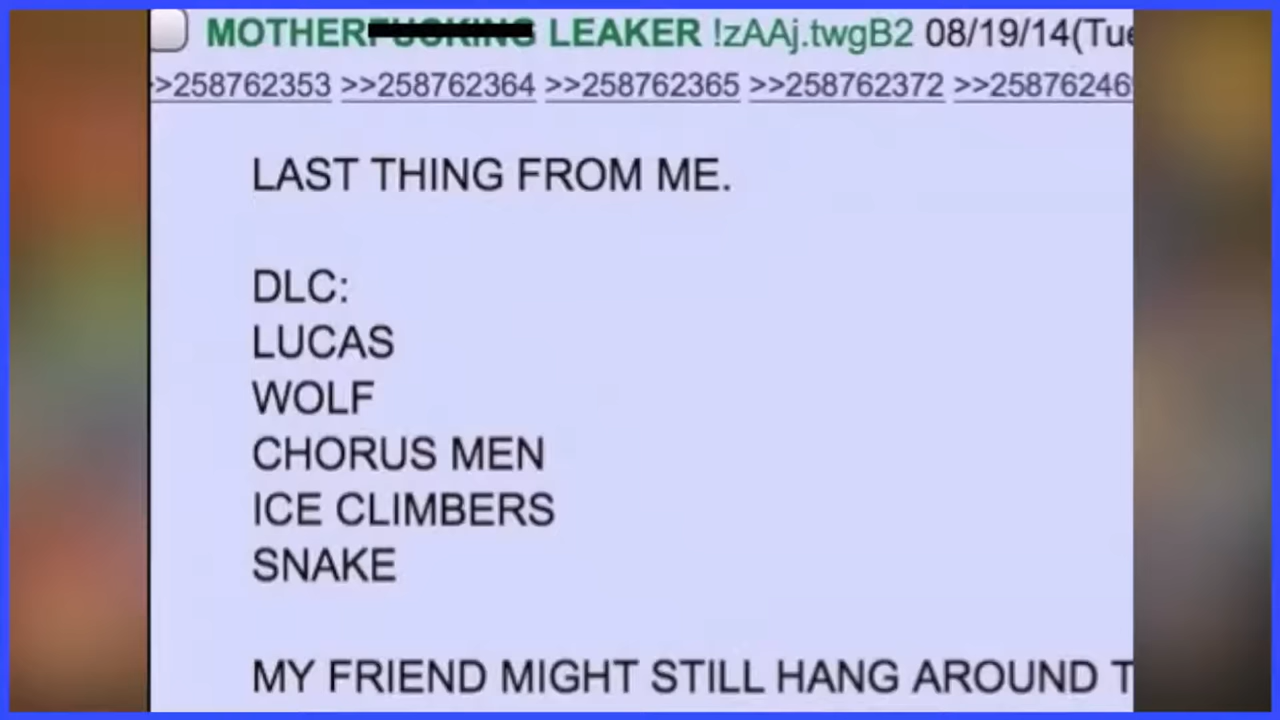 MOTHERFUCKING LEAKER !zAAj.twgB2 08/19/14(Tue
>>258762353 >>258762364 >>258762365 >>258762372 >>25876246
LAST THING FROM ME.
DLC:
LUCAS
WOLF
CHORUS MEN
ICE CLIMBERS
SNAKE
MY FRIEND MIGHT STILL HANG AROUND T